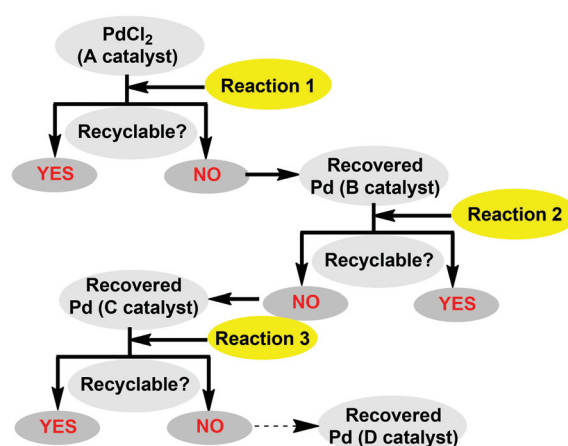 PdCl₂
(A catalyst)
Reaction 1
Recyclable?
YES
NO
Recovered
Pd (B catalyst)
Reaction 2
Recyclable?
NO
YES
Recovered
Pd (C catalyst)
Reaction 3
Recyclable?
YES
NO
Recovered
Pd (D catalyst)